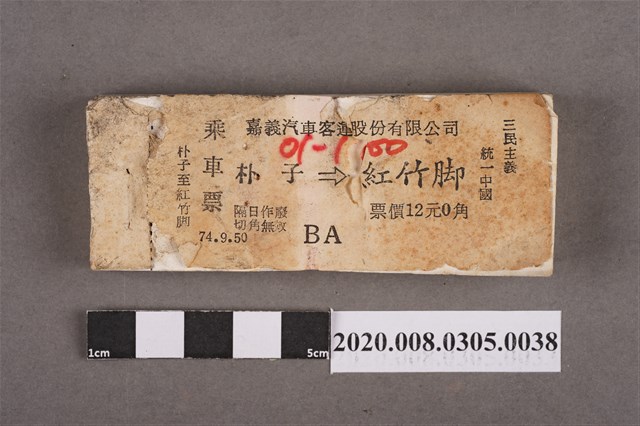 嘉義汽車客運股份有限公司
01-100
乘車票
朴子⇒紅竹脚
朴子至紅竹脚
三民主義
統一中國
隔日作廢
切角無效
票價12元0角
74.9.50
BA
1cm
5cm
2020.008.0305.0038